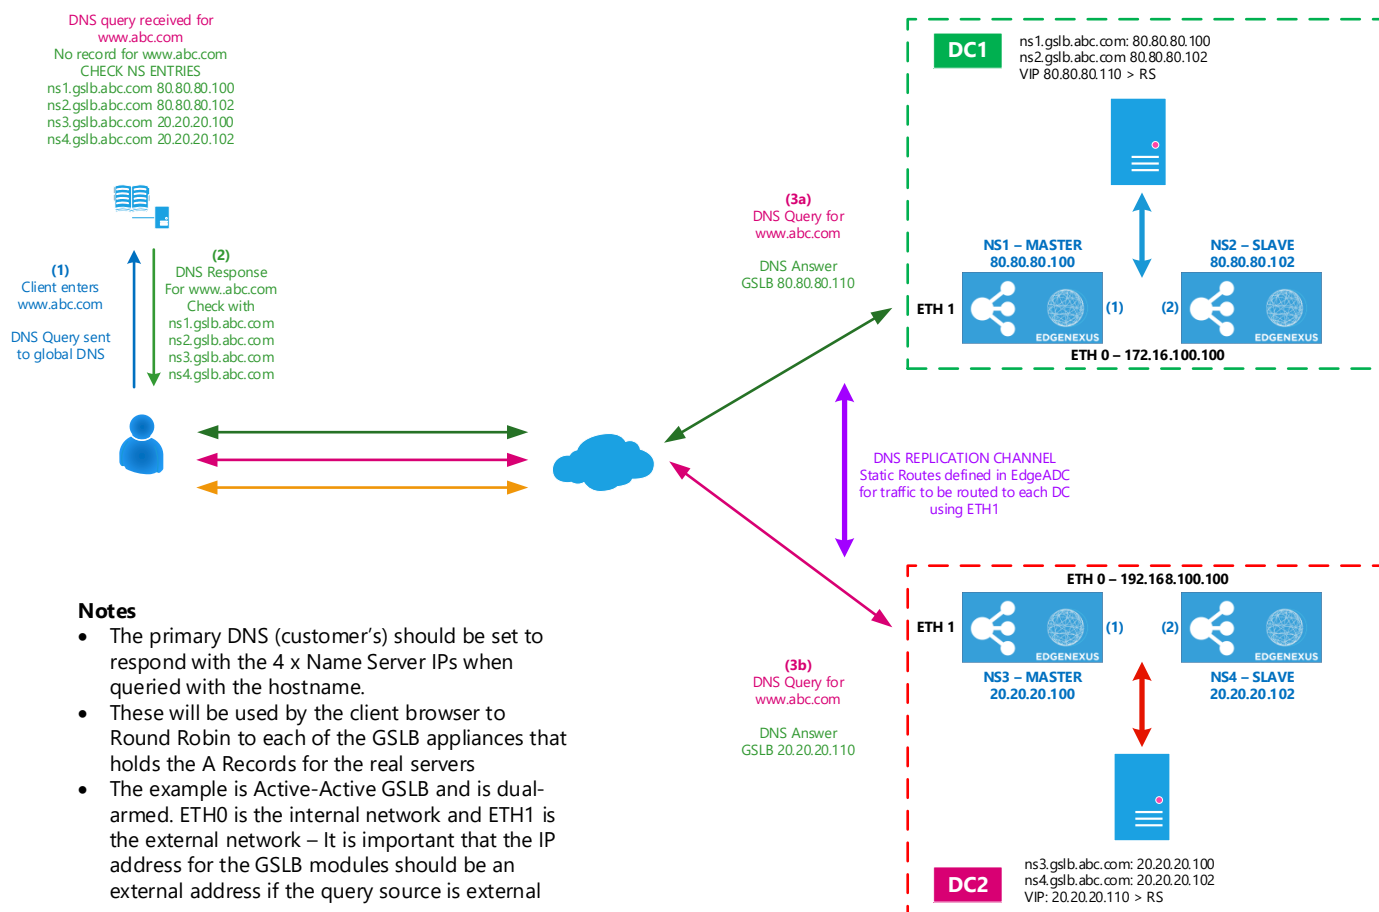 DNS query received for
www.abc.com
No record for www.abc.com
CHECK NS ENTRIES
ns1.gslb.abc.com 80.80.80.100
ns2.gslb.abc.com 80.80.80.102
ns3.gslb.abc.com 20.20.20.100
ns4.gslb.abc.com 20.20.20.102
(1)
Client enters
www.abc.com
DNS Query sent
to global DNS
(2)
DNS Response
For www..abc.com
Check with
ns1.gslb.abc.com
ns2.gslb.abc.com
ns3.gslb.abc.com
ns4.gslb.abc.com
(3a)
DNS Query for
www.abc.com
DNS Answer
GSLB 80.80.80.110
DC1
ns1.gslb.abc.com: 80.80.80.100
ns2.gslb.abc.com 80.80.80.102
VIP 80.80.80.110 > RS
NS1 – MASTER
80.80.80.100
NS2 – SLAVE
80.80.80.102
ETH 1
EDGENEXUS
(1)
(2)
EDGENEXUS
ETH 0 – 172.16.100.100
DNS REPLICATION CHANNEL
Static Routes defined in EdgeADC
for traffic to be routed to each DC
using ETH1
ETH 0 – 192.168.100.100
ETH 1
EDGENEXUS
(1)
(2)
EDGENEXUS
NS3 – MASTER
20.20.20.100
NS4 – SLAVE
20.20.20.102
(3b)
DNS Query for
www.abc.com
DNS Answer
GSLB 20.20.20.110
DC2
ns3.gslb.abc.com: 20.20.20.100
ns4.gslb.abc.com: 20.20.20.102
VIP: 20.20.20.110 > RS
Notes
• The primary DNS (customer's) should be set to
respond with the 4 x Name Server IPs when
queried with the hostname.
• These will be used by the client browser to
Round Robin to each of the GSLB appliances that
holds the A Records for the real servers
• The example is Active-Active GSLB and is dual-
armed. ETH0 is the internal network and ETH1 is
the external network – It is important that the IP
address for the GSLB modules should be an
external address if the query source is external